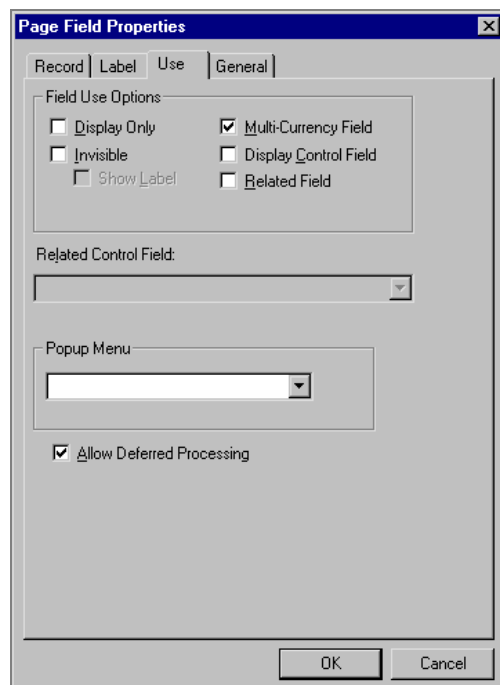 Page Field Properties
Record Label Use General
Field Use Options
Display Only Multi-Currency Field
Invisible Display Control Field
Show Label Related Field
Related Control Field:
Popup Menu
Allow Deferred Processing
OK Cancel